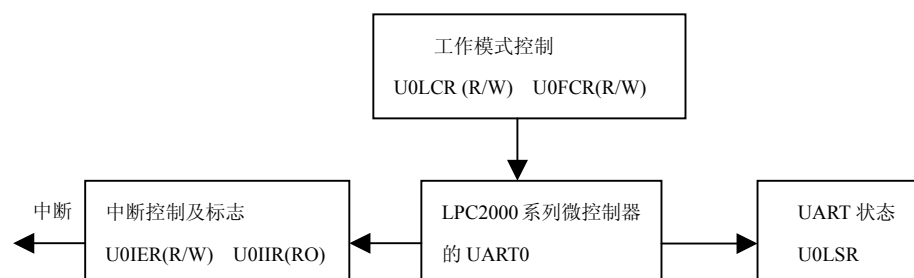 工作模式控制
U0LCR (R/W) U0FCR(R/W)
中断
中断控制及标志
U0IER(R/W) U0IIR(RO)
LPC2000 系列微控制器
的 UART0
UART 状态
U0LSR